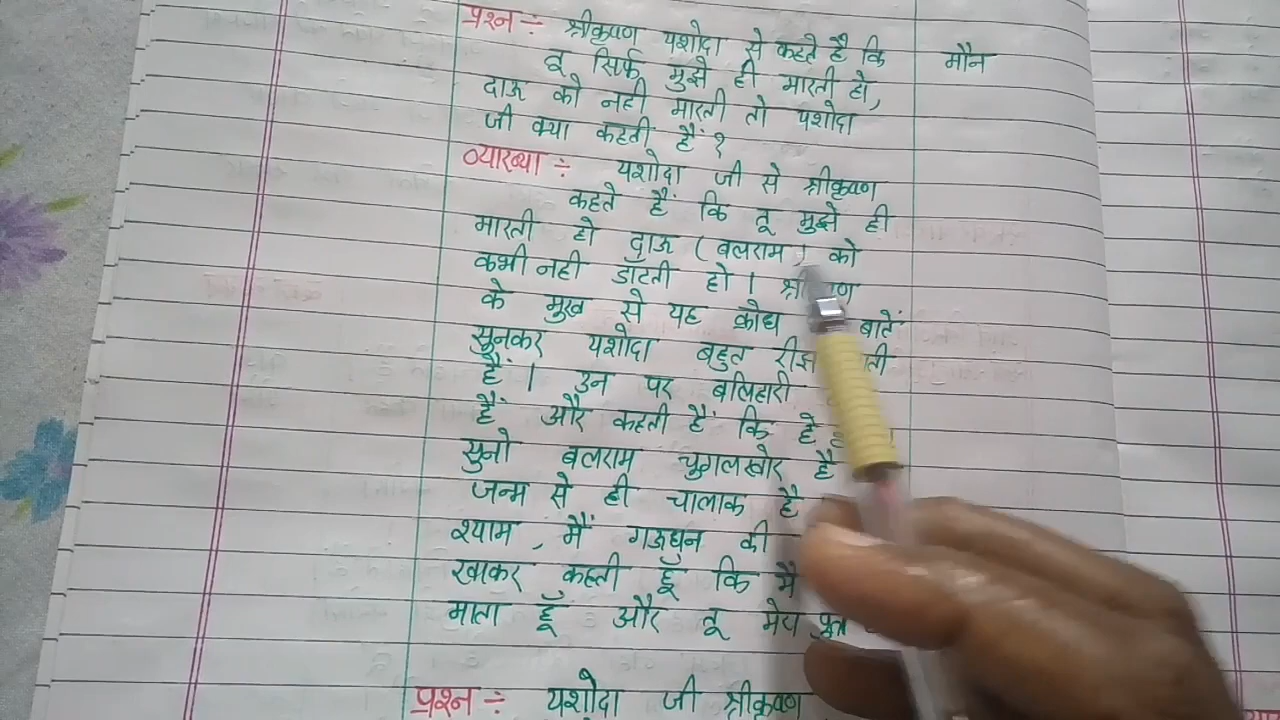 प्रश्न÷ श्रीकृष्ण यशोदा से कहते है कि
मौन
तू सिर्फ मुझे ही मारती हो,
दाऊ को नही मारती तो यशोदा
जी क्या कहती हैं?
व्याख्या÷ यशोदा जी से श्रीकृष्ण
कहते हैं कि तू मुझे ही
मारती हो दाऊ (बलराम) को
कभी नही डाटती हो।
के मुख से यह क्रोध बातें
सुनकर यशोदा बहुत
हैं। उन पर बलिहारी
हैं और कहती हैं कि हे
सुनो बलराम चुगलखोर है
जन्म से ही चालाक है
श्याम, मैं गऊधन की
खाकर कहती हूँ कि मैं
माता हूँ और तू मेरा
प्रश्न÷ यशोदा जी श्रीकृष्ण